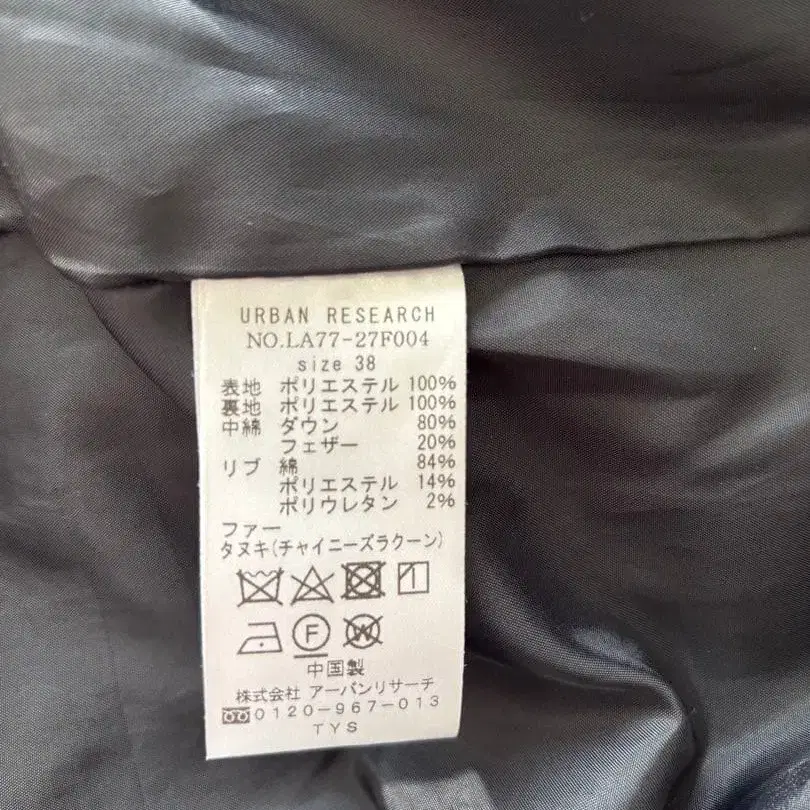 URBAN RESEARCH
NO.LA77-27F004
size 38
表地 ポリエステル 100%
裏地 ポリエステル 100%
中綿 ダウン 80%
フェザー 20%
リブ 綿 84%
ポリエステル 14%
ポリウレタン 2%
ファー
タヌキ(チャイニーズラクーン)
F
W
中国製
株式会社 アーバンリサーチ
0120-967-013
TYS